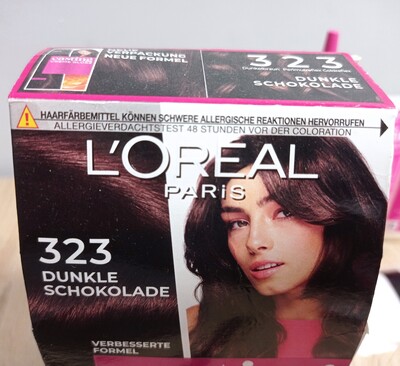 NEUE
VERPACKUNG
NEUE FORMEL
323
DUNKLE
SCHOKOLADE
HAARFÄRBEMITTEL KÖNNEN SCHWERE ALLERGISCHE REAKTIONEN HERVORRUFEN
ALLERGIEVERDACHTSTEST 48 STUNDEN VOR DER COLORATION
L'ORÉAL
PARIS
323
DUNKLE
SCHOKOLADE
VERBESSERTE
FORMEL